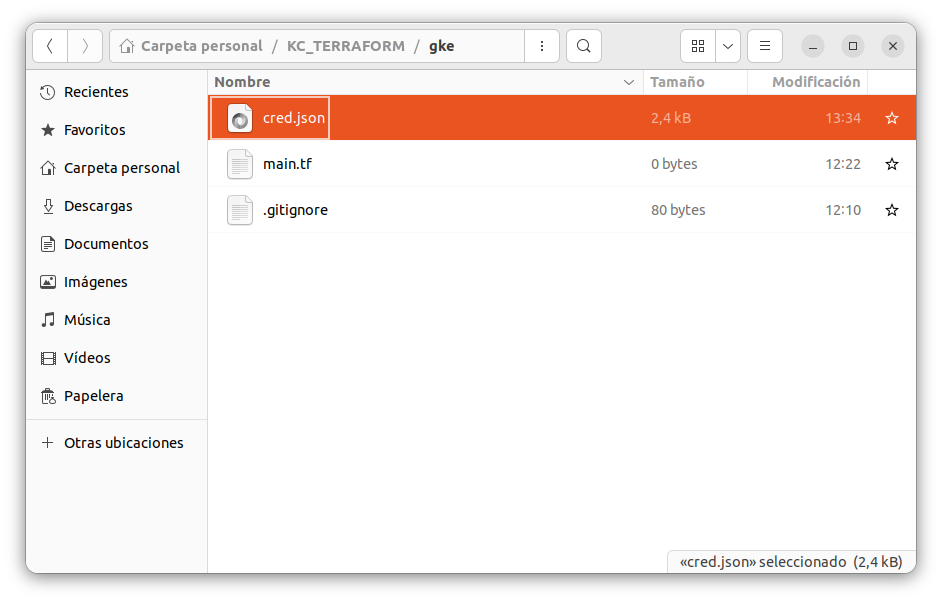 Carpeta personal / KC_TERRAFORM / gke
Recientes
Favoritos
Carpeta personal
Descargas
Documentos
Imágenes
Música
Vídeos
Papelera
Otras ubicaciones
Nombre Tamaño Modificación
cred.json 2,4 kB 13:34
main.tf 0 bytes 12:22
.gitignore 80 bytes 12:10
«cred.json» seleccionado (2,4 kB)